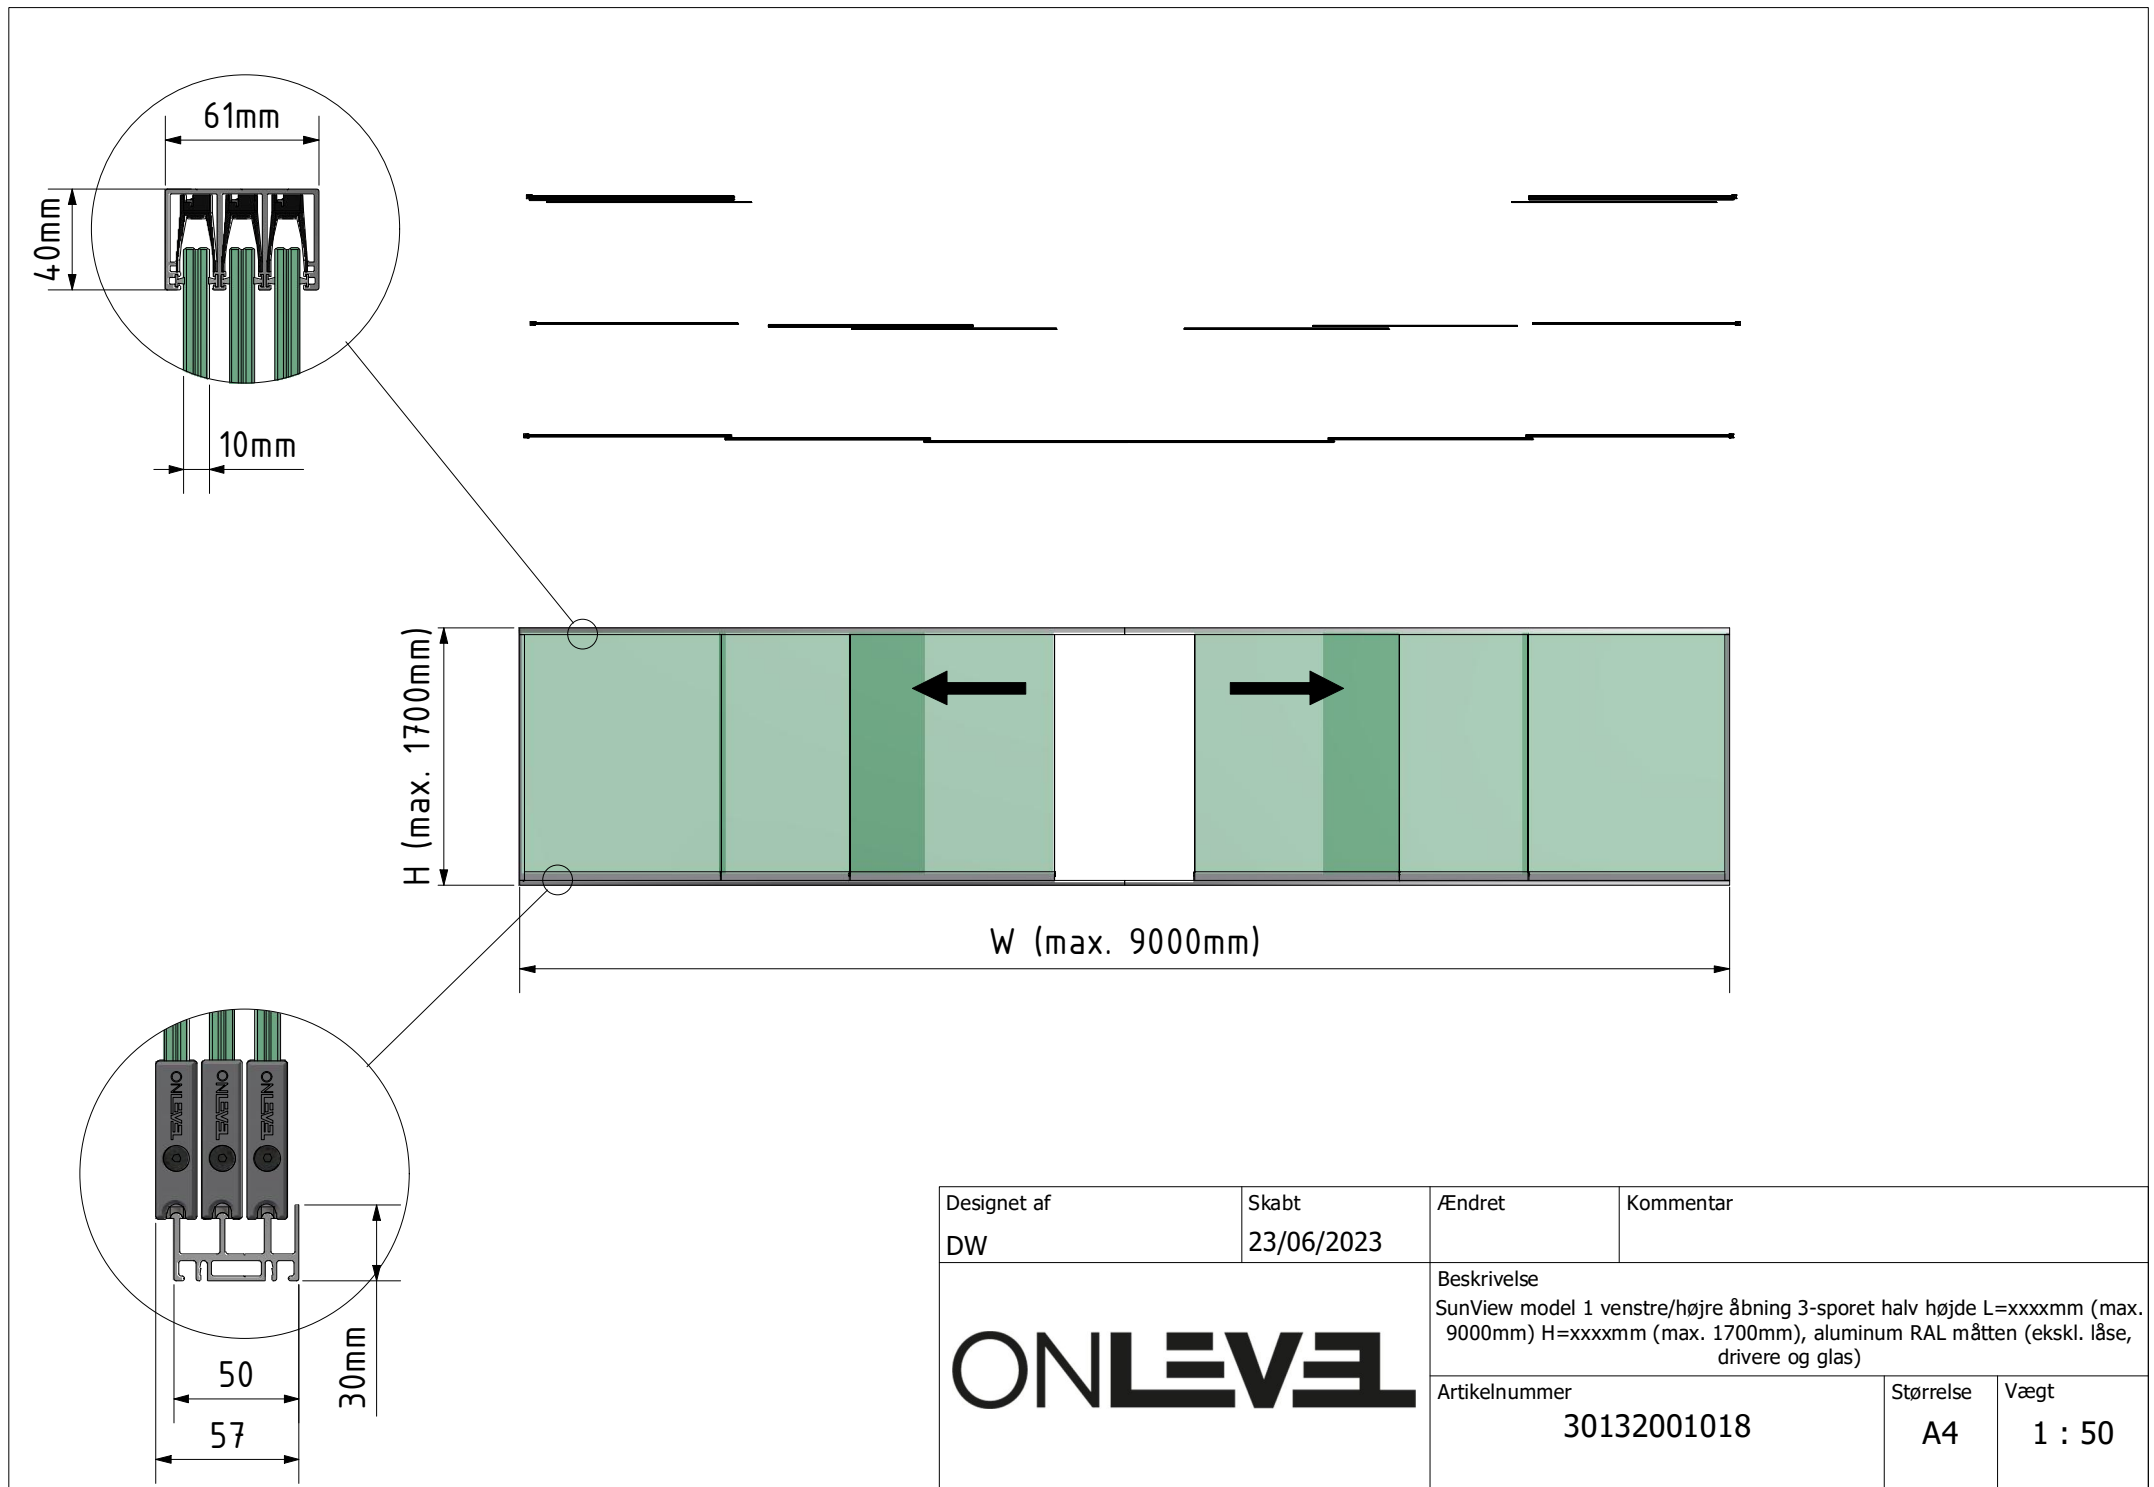 61mm
40mm
10mm
H (max. 1700mm)
W (max. 9000mm)
ONLEVEL
ONLEVEL
ONLEVEL
30mm
50
57
Designet af
DW
Skabt
23/06/2023
Ændret
Kommentar
ONLEVEL
Beskrivelse
SunView model 1 venstre/højre åbning 3-sporet halv højde L=xxxxmm (max.
9000mm) H=xxxxmm (max. 1700mm), aluminum RAL måtten (ekskl. låse,
drivere og glas)
Artikelnummer
30132001018
Størrelse
A4
Vægt
1 : 50